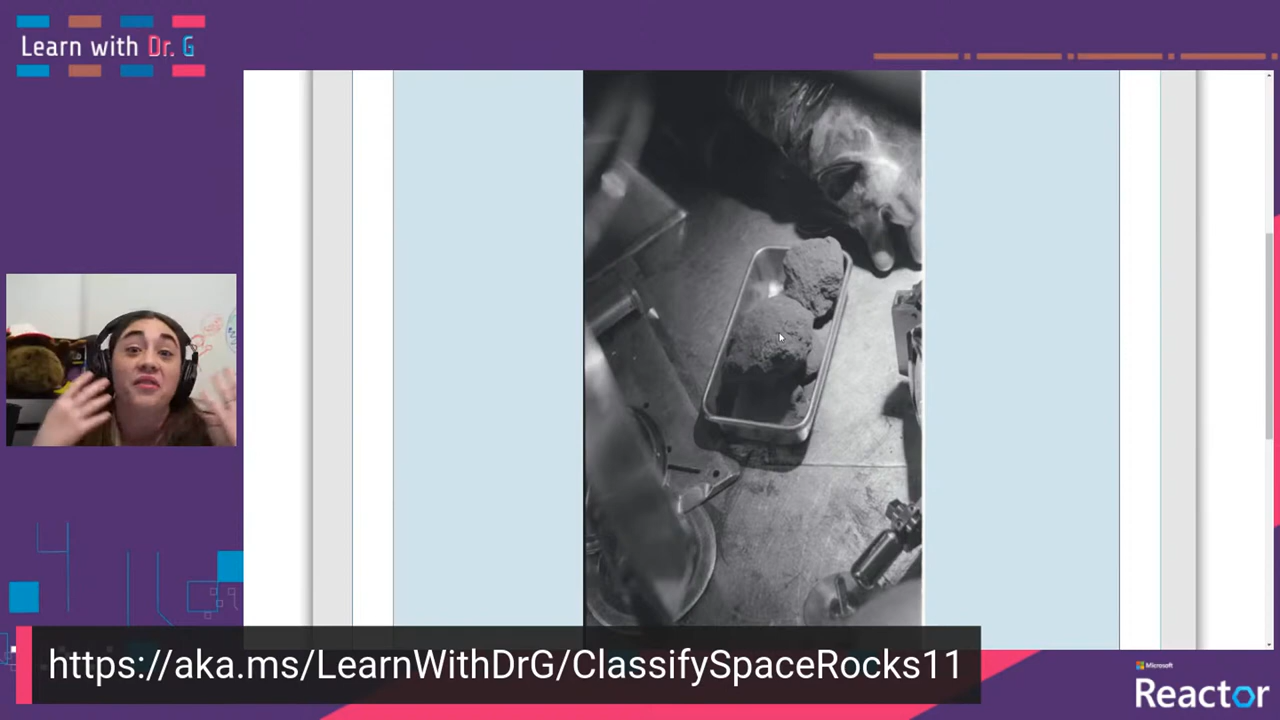 Learn with Dr. G
https://aka.ms/LearnWithDrG/ClassifySpaceRocks11
Microsoft
Reactor